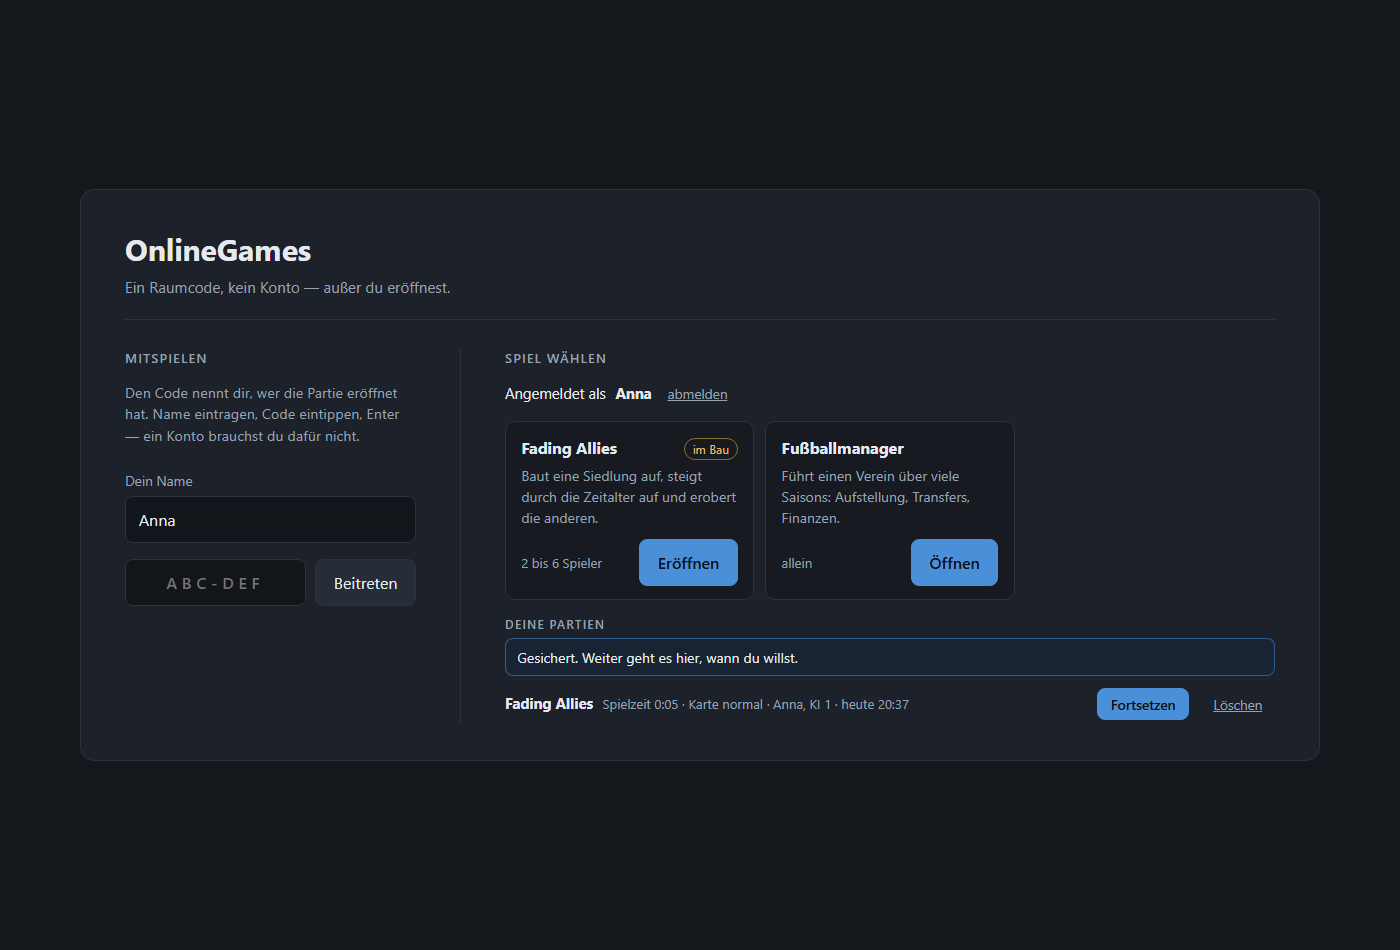 OnlineGames
Ein Raumcode, kein Konto — außer du eröffnest.
MITSPIELEN
Den Code nennt dir, wer die Partie eröffnet
hat. Name eintragen, Code eintippen, Enter
— ein Konto brauchst du dafür nicht.
Dein Name
Anna
ABC-DEF
Beitreten
SPIEL WÄHLEN
Angemeldet als Anna abmelden
Fading Allies
im Bau
Baut eine Siedlung auf, steigt
durch die Zeitalter auf und erobert
die anderen.
2 bis 6 Spieler
Eröffnen
Fußballmanager
Führt einen Verein über viele
Saisons: Aufstellung, Transfers,
Finanzen.
allein
Öffnen
DEINE PARTIEN
Gesichert. Weiter geht es hier, wann du willst.
Fading Allies Spielzeit 0:05 · Karte normal · Anna, KI 1 · heute 20:37
Fortsetzen
Löschen